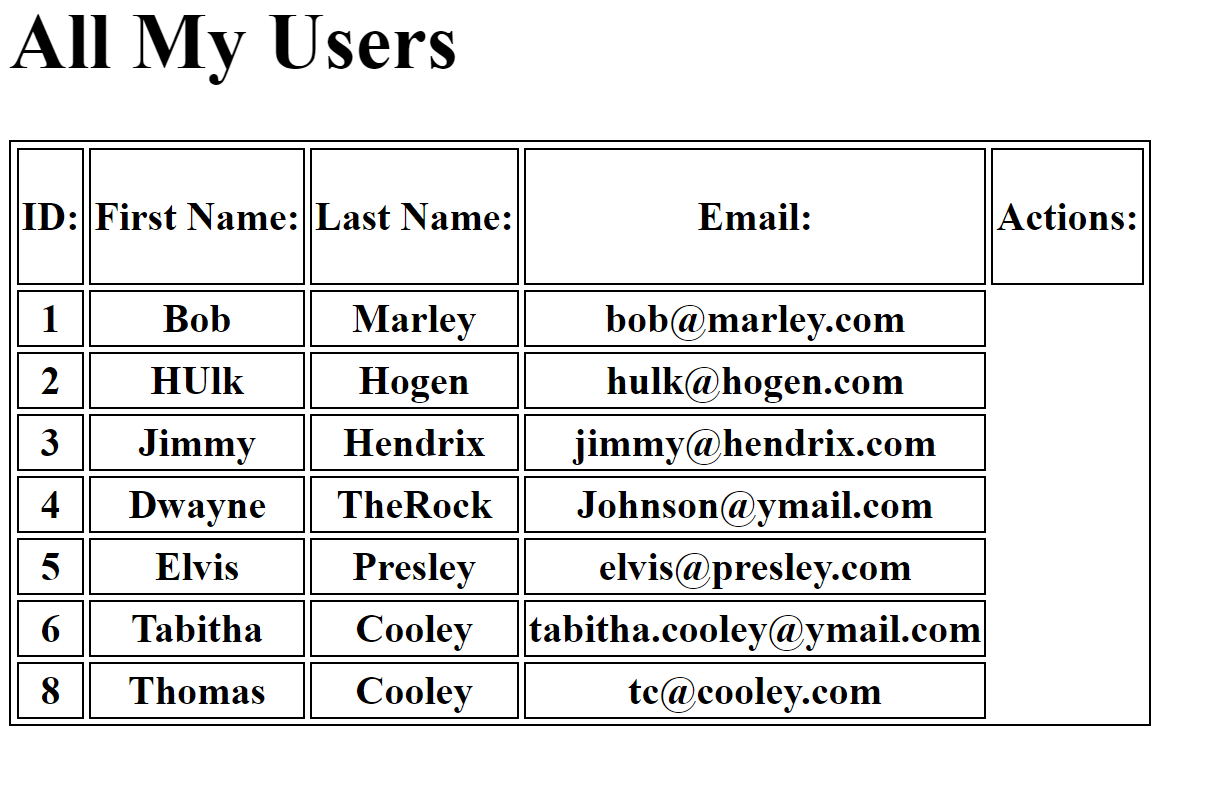 All My Users
ID: First Name: Last Name: Email: Actions:
1 Bob Marley bob@marley.com
2 HUlk Hogen hulk@hogen.com
3 Jimmy Hendrix jimmy@hendrix.com
4 Dwayne TheRock Johnson@ymail.com
5 Elvis Presley elvis@presley.com
6 Tabitha Cooley tabitha.cooley@ymail.com
8 Thomas Cooley tc@cooley.com